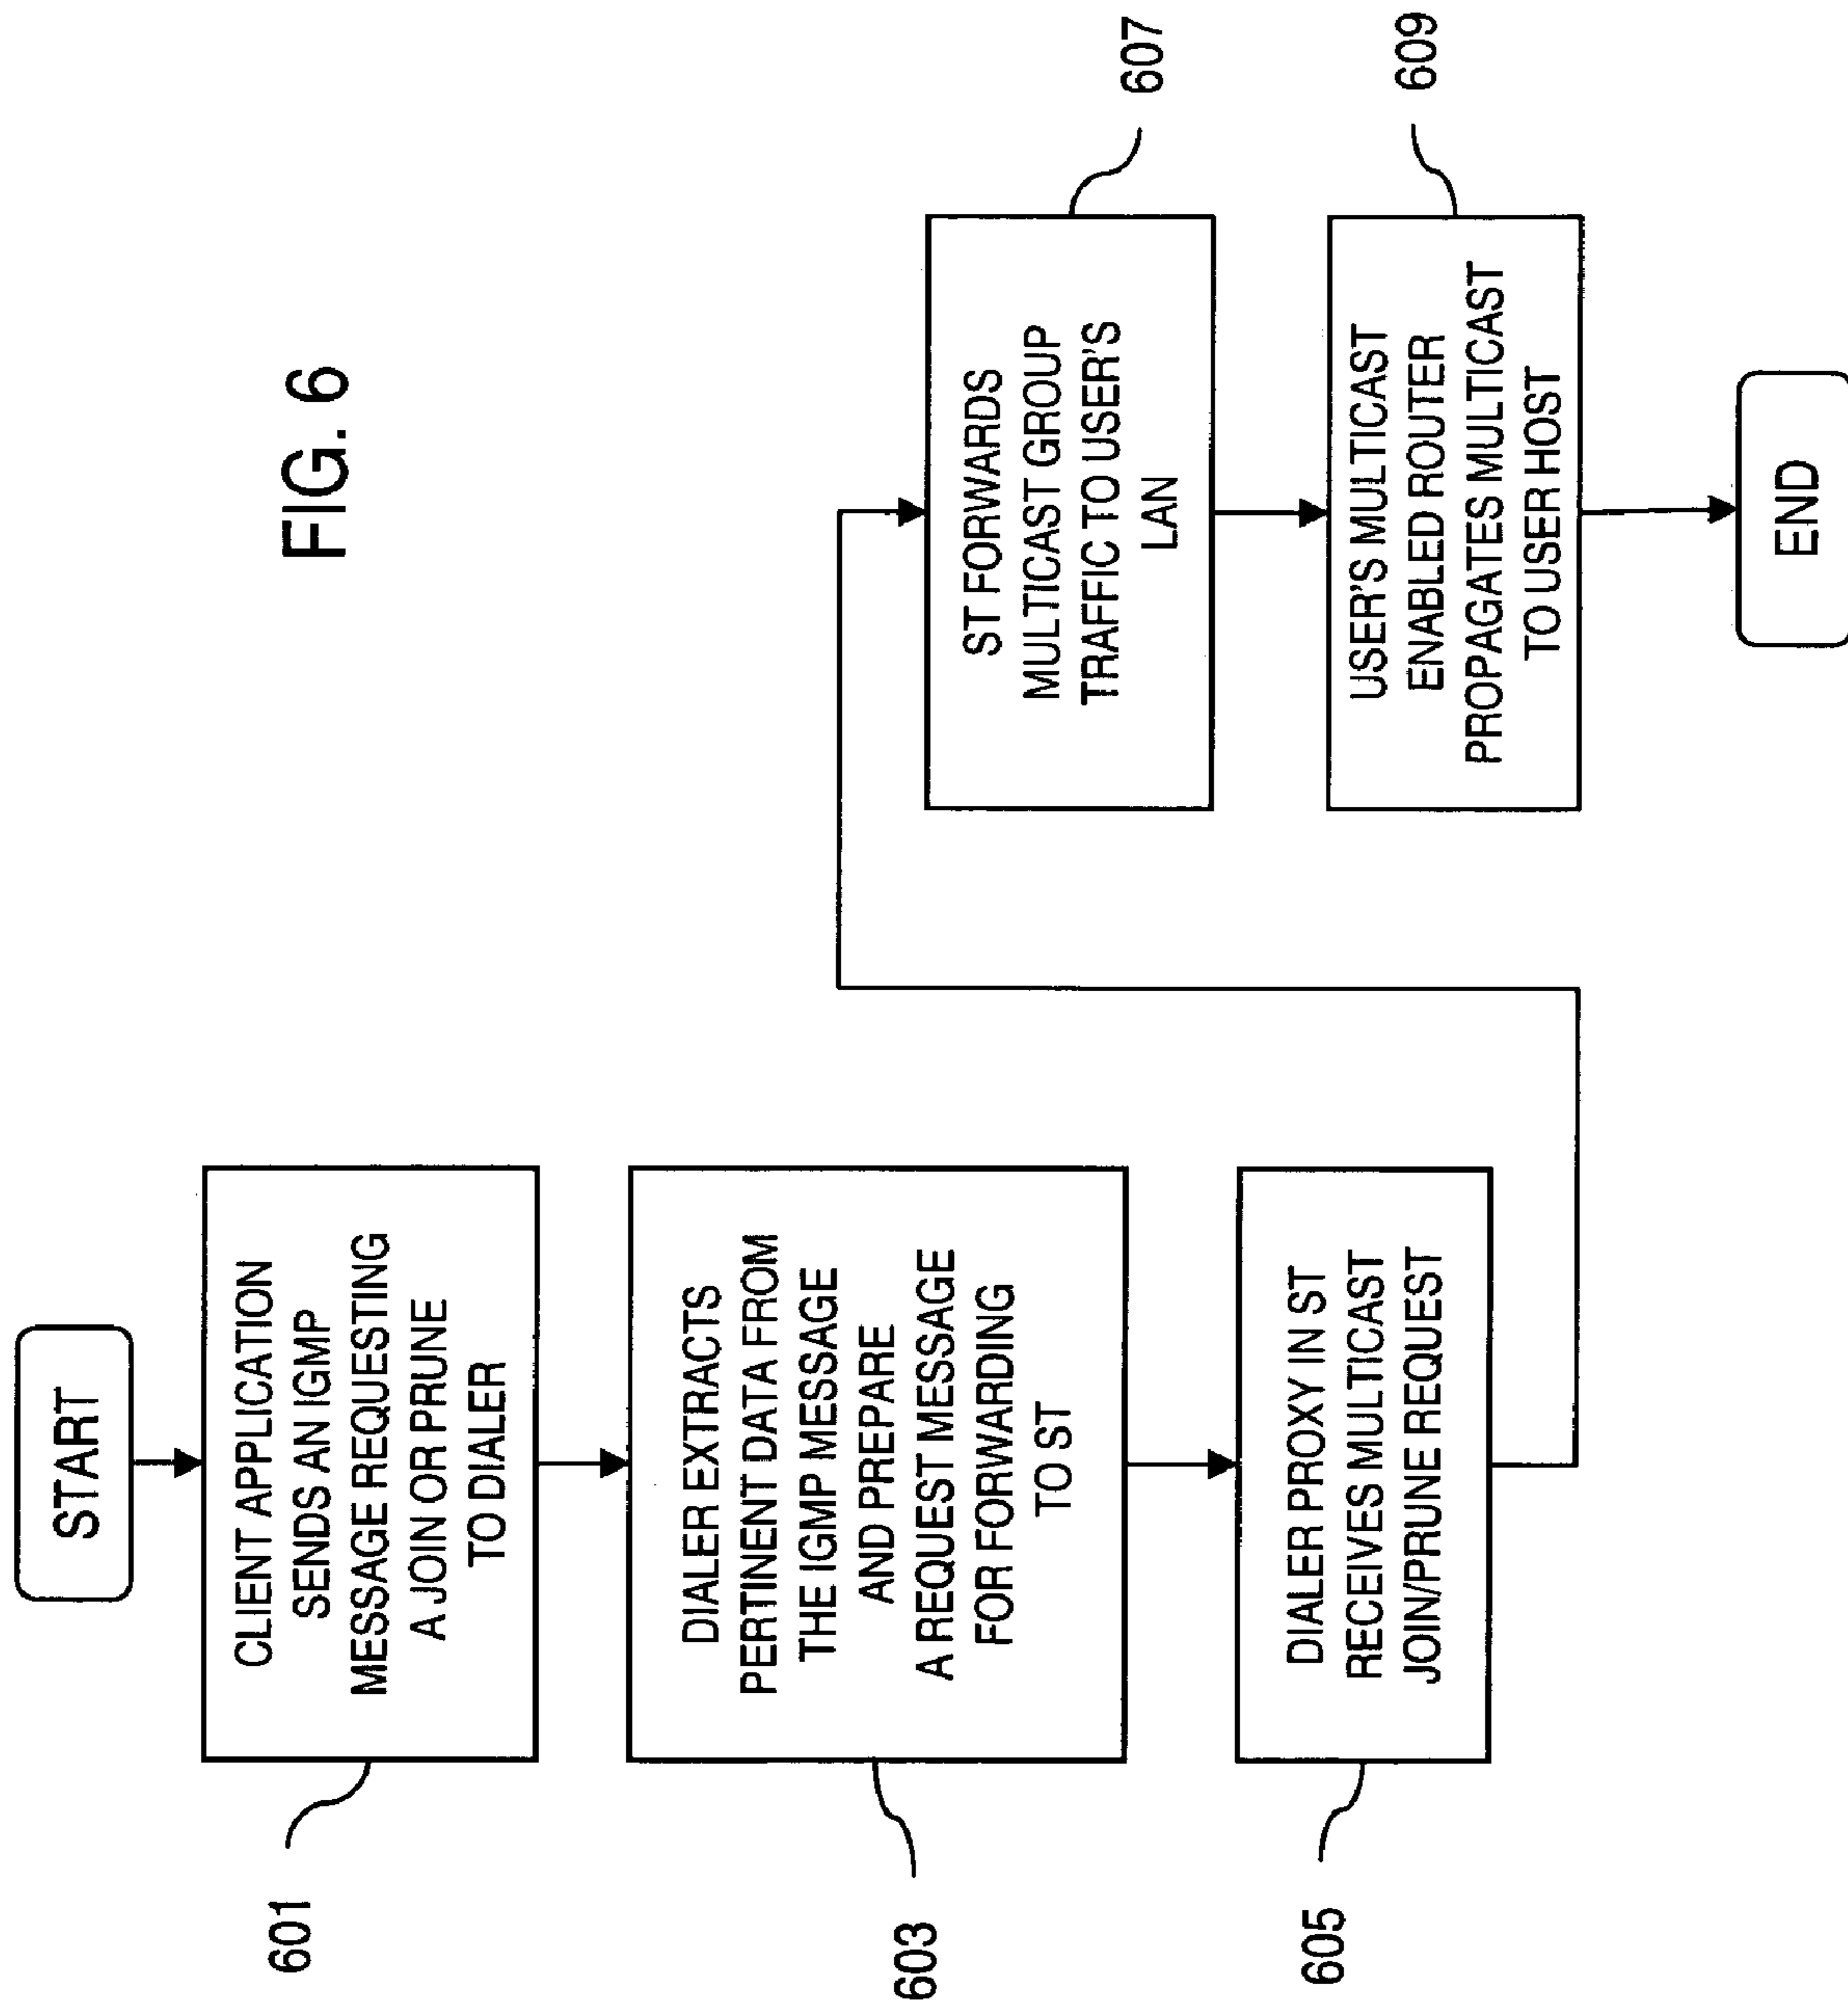 FIG. 6
START
CLIENT APPLICATION
SENDS AN IGMP
MESSAGE REQUESTING
A JOIN OR PRUNE
TO DIALER
601
DIALER EXTRACTS
PERTINENT DATA FROM
THE IGMP MESSAGE
AND PREPARE
A REQUEST MESSAGE
FOR FORWARDING
TO ST
603
DIALER PROXY IN ST
RECEIVES MULTICAST
JOIN/PRUNE REQUEST
605
ST FORWARDS
MULTICAST GROUP
TRAFFIC TO USER'S
LAN
607
USER'S MULTICAST
ENABLED ROUTER
PROPAGATES MULTICAST
TO USER HOST
609
END